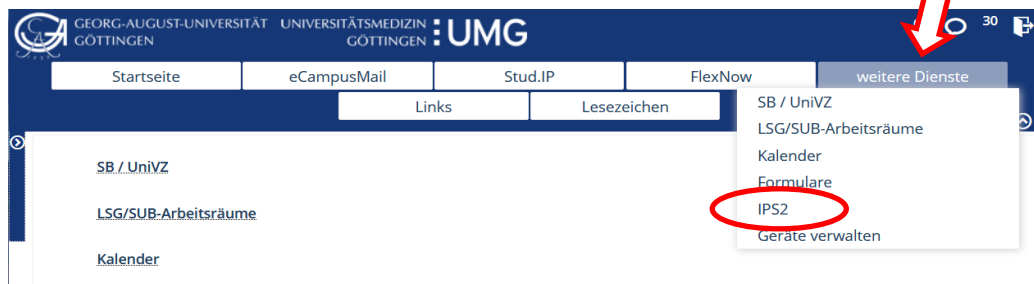 GEORG-AUGUST-UNIVERSITÄT GÖTTINGEN
UNIVERSITÄTSMEDIZIN GÖTTINGEN : UMG
30
Startseite
eCampusMail
Stud.IP
FlexNow
weitere Dienste
Links
Lesezeichen
SB / UniVZ
LSG/SUB-Arbeitsräume
Kalender
Formulare
IPS2
Geräte verwalten
SB / UniVZ
LSG/SUB-Arbeitsräume
Kalender